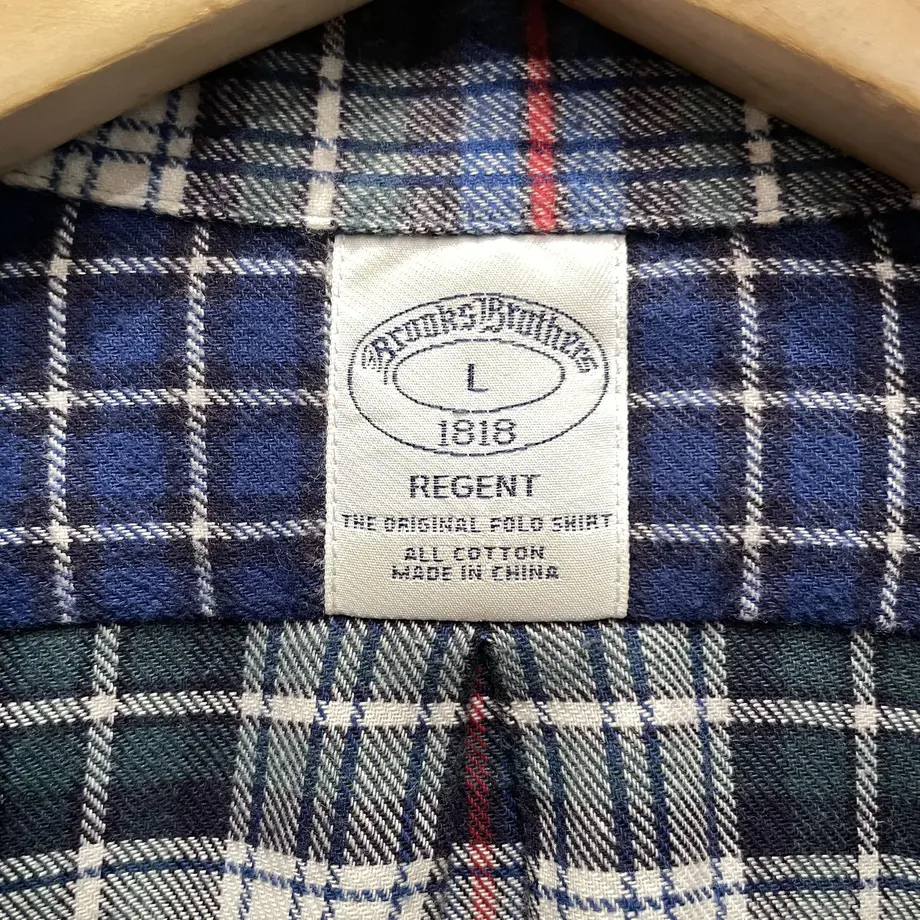 Brooks Brothers
L
1818
REGENT
THE ORIGINAL POLO SHIRT
ALL COTTON
MADE IN CHINA